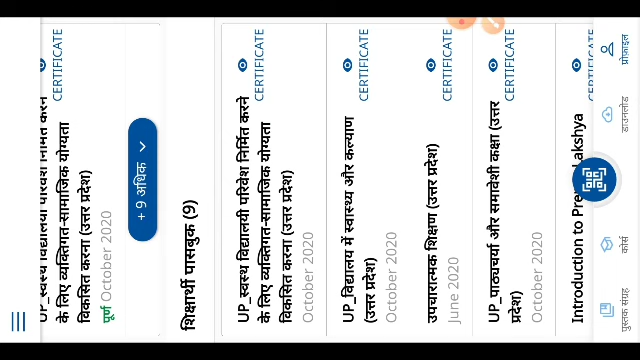 UP_स्वस्थ विद्यालयी परिवेश निर्मित करने
के लिए व्यक्तिगत-सामाजिक योग्यता
विकसित करना (उत्तर प्रदेश)
पूर्ण October 2020
CERTIFICATE
+ 9 अधिक
शिक्षार्थी पासबुक (9)
UP_स्वस्थ विद्यालयी परिवेश निर्मित करने
के लिए व्यक्तिगत-सामाजिक योग्यता
विकसित करना (उत्तर प्रदेश)
October 2020
CERTIFICATE
UP_विद्यालय में स्वास्थ्य और कल्याण
(उत्तर प्रदेश)
October 2020
CERTIFICATE
उपचारात्मक शिक्षण (उत्तर प्रदेश)
June 2020
CERTIFICATE
UP_पाठ्यचर्या और समावेशी कक्षा (उत्तर
प्रदेश)
October 2020
CERTIFICATE
Introduction to Pre
पुस्तक संग्रह
कोर्स
डाउनलोड
प्रोफ़ाइल